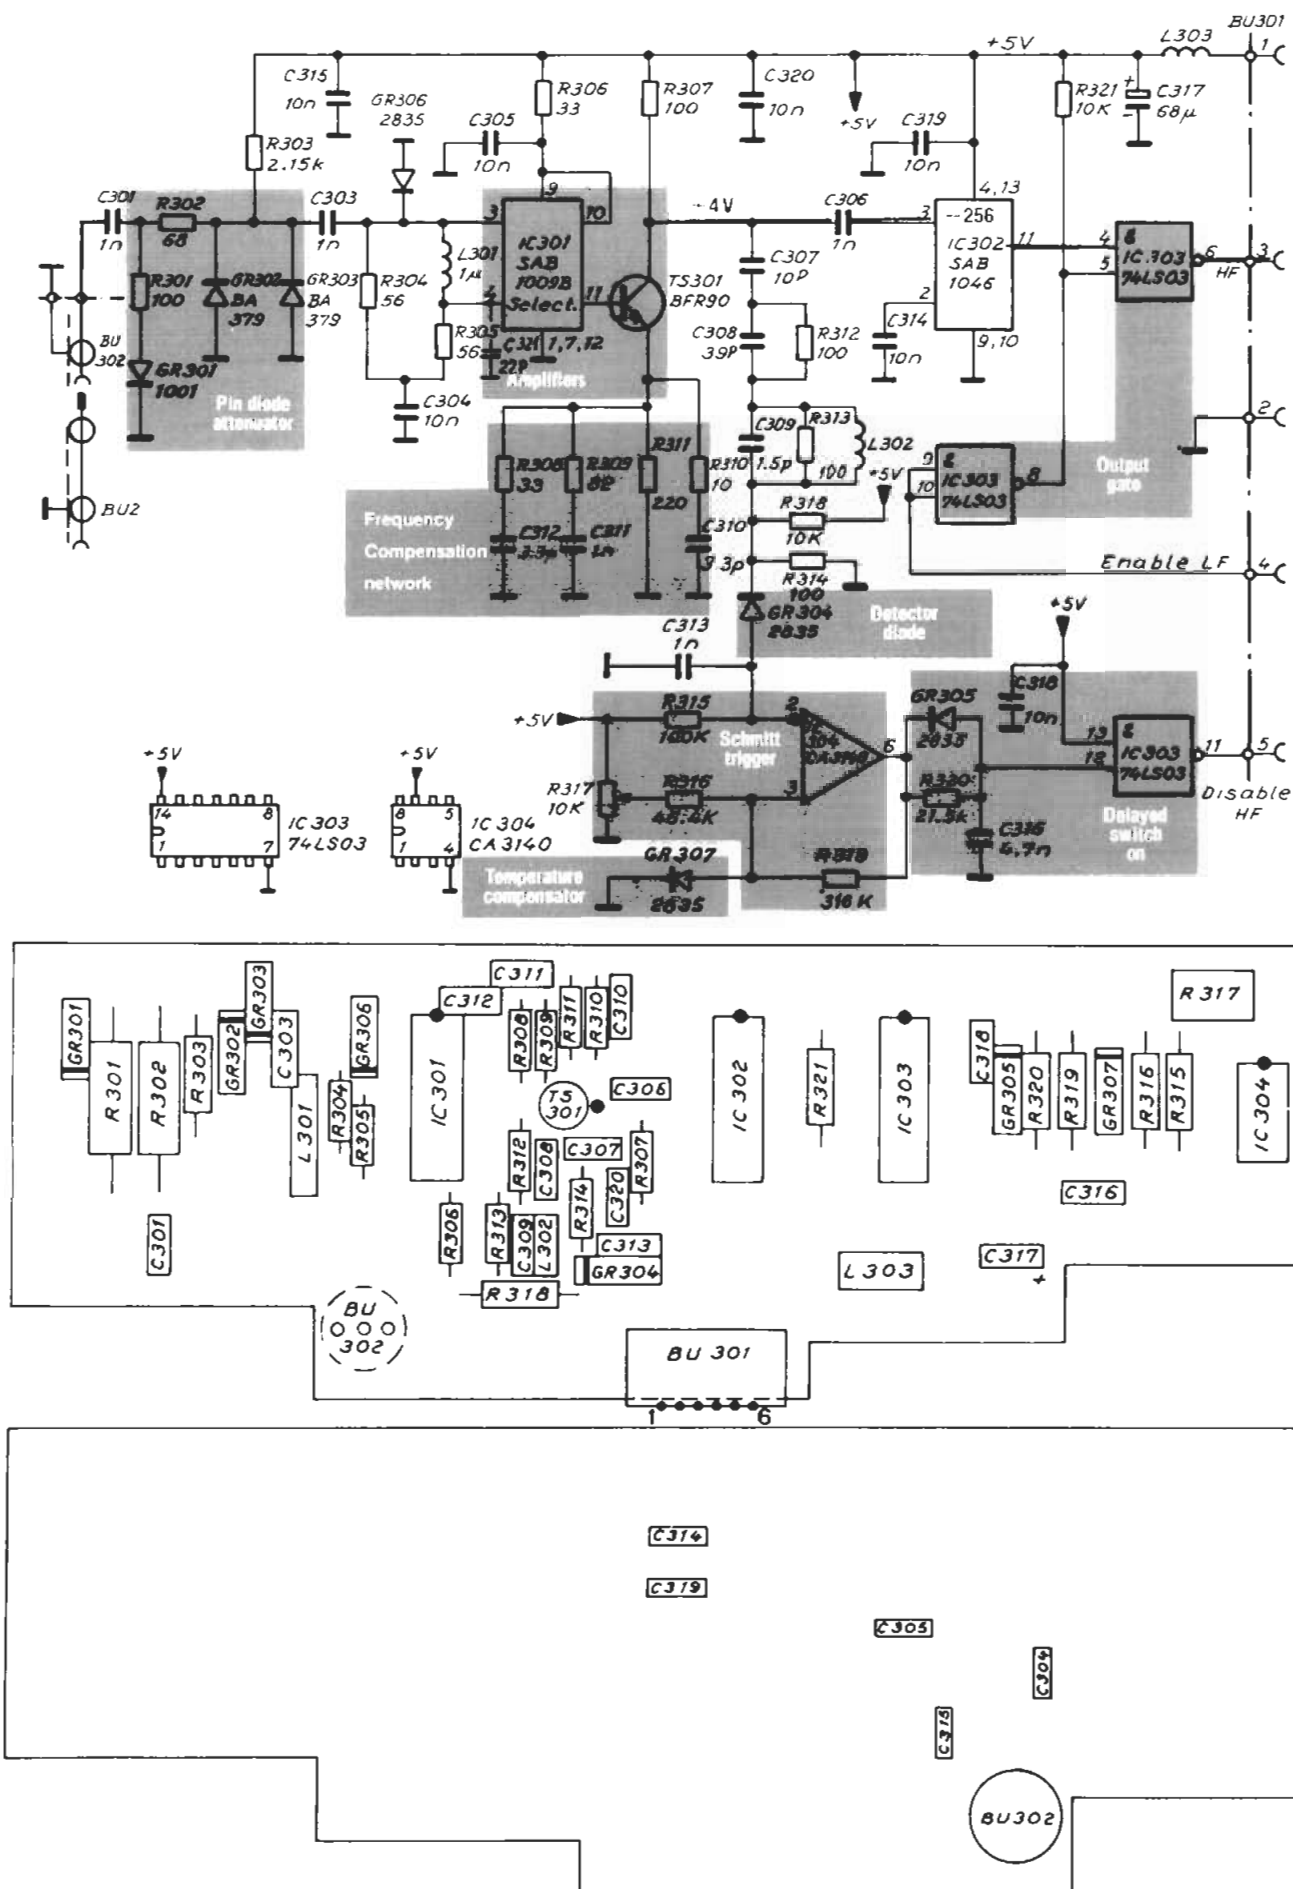 BU301
L303
+5V
1
C315
10n
GR306
2835
R306
33
R307
100
C320
10n
+5V
R321
10K
+
C317
68µ
-
R303
2.15k
C305
10n
C319
10n
9
4,13
C301
1n
R302
68
C303
1n
3
10
-4V
C306
1n
3
--256
IC302
SAB
1046
11
4
5
&
IC303
74LS03
6
HF
3
R301
100
GR302
BA
379
GR303
BA
379
R304
56
L301
1µ
IC301
SAB
1009B
Select.
11
TS301
BFR90
C307
10p
2
C314
10n
BU
302
GR301
1001
R305
56
C321
22p
1,7,12
C308
39p
R312
100
9,10
Pin diode
attenuator
C304
10n
Amplifiers
2
C309
1.5p
R313
100
L302
+5V
9
10
&
IC303
74LS03
8
Output
gate
BU2
R308
33
R309
82
R311
220
R310
10
R318
10K
Frequency
Compensation
network
C312
3.3p
C311
1n
C310
3.3p
R314
100
Enable LF
4
GR304
2835
Detector
diode
+5V
C313
1n
+5V
R315
100K
2
Schmitt
trigger
304
CA3140
6
GR305
2835
C318
10n
13
12
&
IC303
74LS03
11
5
Disable
HF
R317
10K
R316
46.4K
3
R320
21.5k
Delayed
switch
on
C316
4.7n
+5V
14
8
1
7
IC303
74LS03
+5V
8
5
1
4
IC304
CA3140
GR307
2835
R319
316K
Temperature
compensator
GR301
R301
R302
R303
GR302
GR303
C303
L301
R304
GR306
R305
IC301
C312
C311
R308
R309
R311
R310
C310
TS
301
C306
IC302
R321
IC303
C318
GR305
R320
R319
GR307
R316
R315
R317
IC304
R312
C308
C307
R314
C320
R307
C316
C301
R306
R313
C309
L302
C313
GR304
R318
L303
C317
+
BU
302
BU 301
1
6
C314
C319
C305
C304
C315
BU302